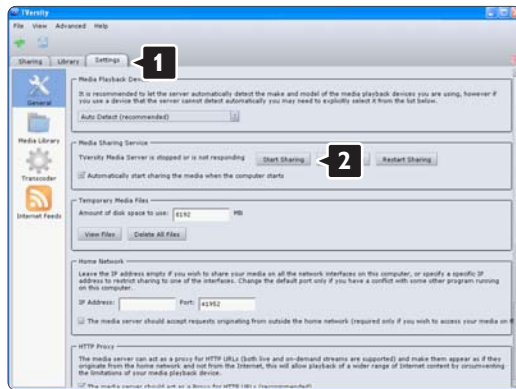 TVersity
File View Advanced Help
Sharing Library Settings
1
General
Media Library
Transcoder
Internet Feeds
Media Playback
It is recommended to let the server automatically detect the make and model of the media playback devices you are using, however if
you use a device that the server cannot detect automatically you may need to explicitly select it from the list below.
Auto Detect (recommended)
Media Sharing Service
TVersity Media Server is stopped or is not responding Start Sharing 2 Restart Sharing
Automatically start sharing the media when the computer starts
Temporary Media Files
Amount of disk space to use: 8192 MB
View Files Delete All Files
Home Network
Leave the IP address empty if you wish to share your media on all the network interfaces on this computer, or specify a specific IP
address to restrict sharing to one of the interfaces. Change the default port only if you have a conflict with some other program running
on this computer.
IP Address: Port: 41952
The media server should accept requests originating from outside the home network (required only if you wish to access your media on
HTTP Proxy
The media server can act as a proxy for HTTP URLs (both live and on-demand streams are supported) and make them appear as if they
originate from the home network and not from the Internet, this will allow playback of a wider range of Internet content by circumventing
the limitations of your media playback device.
The media server should act as a Proxy for HTTP URLs (recommended)